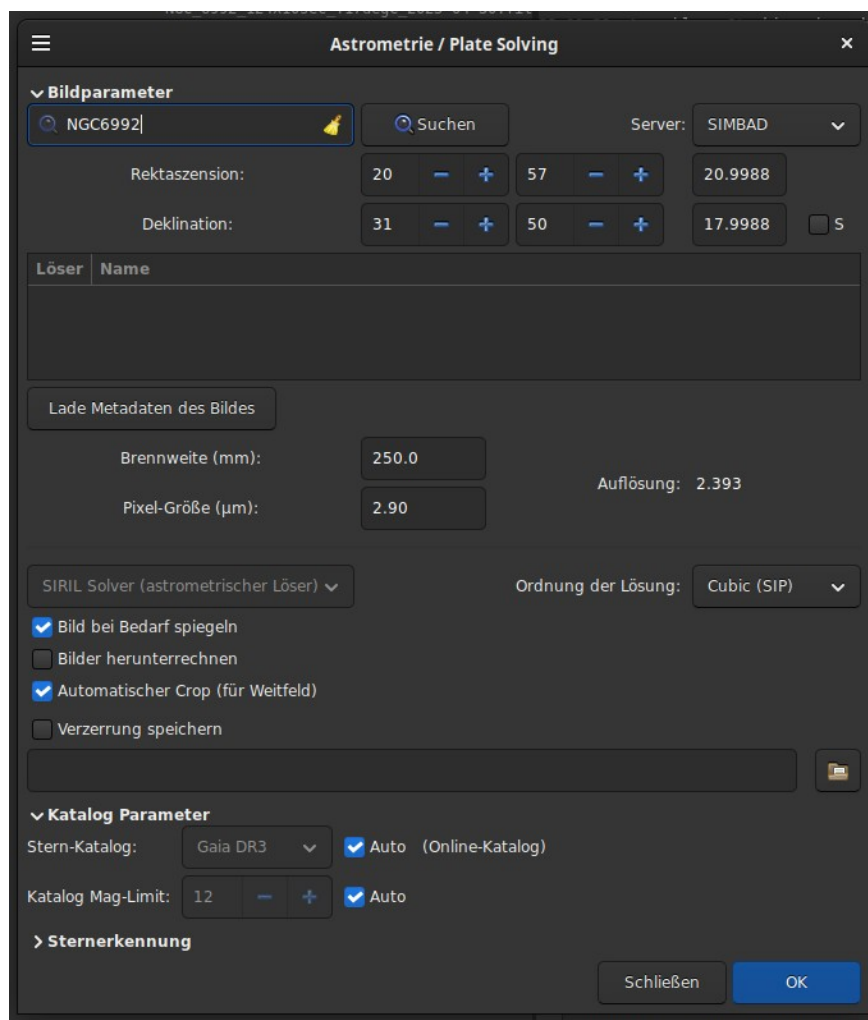 Astrometrie / Plate Solving
Bildparameter
NGC6992 Suchen Server: SIMBAD
Rektaszension: 20 − + 57 − + 20.9988
Deklination: 31 − + 50 − + 17.9988 S
Löser Name
Lade Metadaten des Bildes
Brennweite (mm): 250.0
Auflösung: 2.393
Pixel-Größe (µm): 2.90
SIRIL Solver (astrometrischer Löser) Ordnung der Lösung: Cubic (SIP)
Bild bei Bedarf spiegeln
Bilder herunterrechnen
Automatischer Crop (für Weitfeld)
Verzerrung speichern
Katalog Parameter
Stern-Katalog: Gaia DR3 Auto (Online-Katalog)
Katalog Mag-Limit: 12 − + Auto
Sternerkennung
Schließen OK